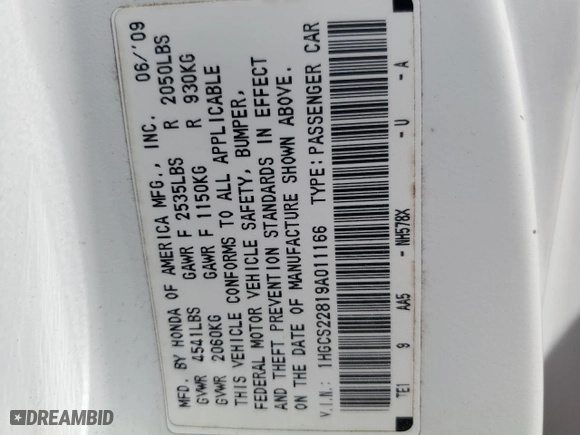 MFD. BY HONDA OF AMERICA MFG., INC. 06/'09
GVWR 4541LBS GAWR F 2535LBS R 2050LBS
GVWR 2060KG GAWR F 1150KG R 930KG
THIS VEHICLE CONFORMS TO ALL APPLICABLE
FEDERAL MOTOR VEHICLE SAFETY, BUMPER,
AND THEFT PREVENTION STANDARDS IN EFFECT
ON THE DATE OF MANUFACTURE SHOWN ABOVE.
V.I.N.: 1HGCS22819A011166 TYPE: PASSENGER CAR
TE1 9 AA5 - NH578X - U - A
DREAMBID